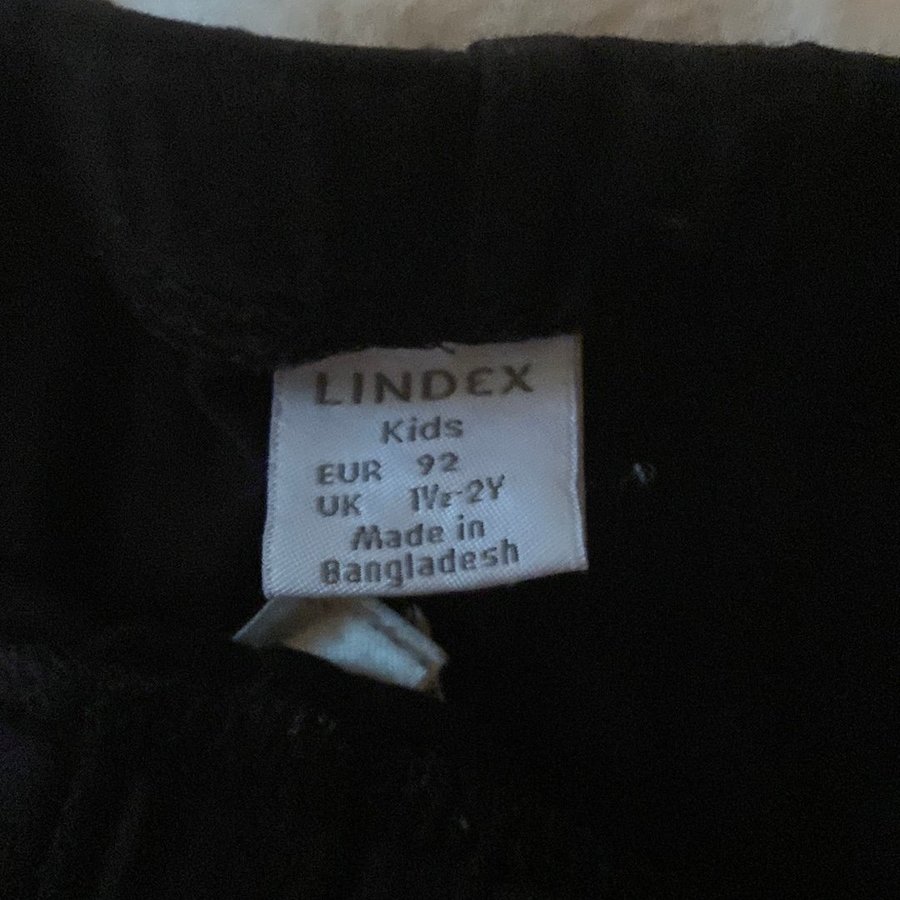 LINDEX
Kids
EUR 92
UK 1½-2Y
Made in
Bangladesh